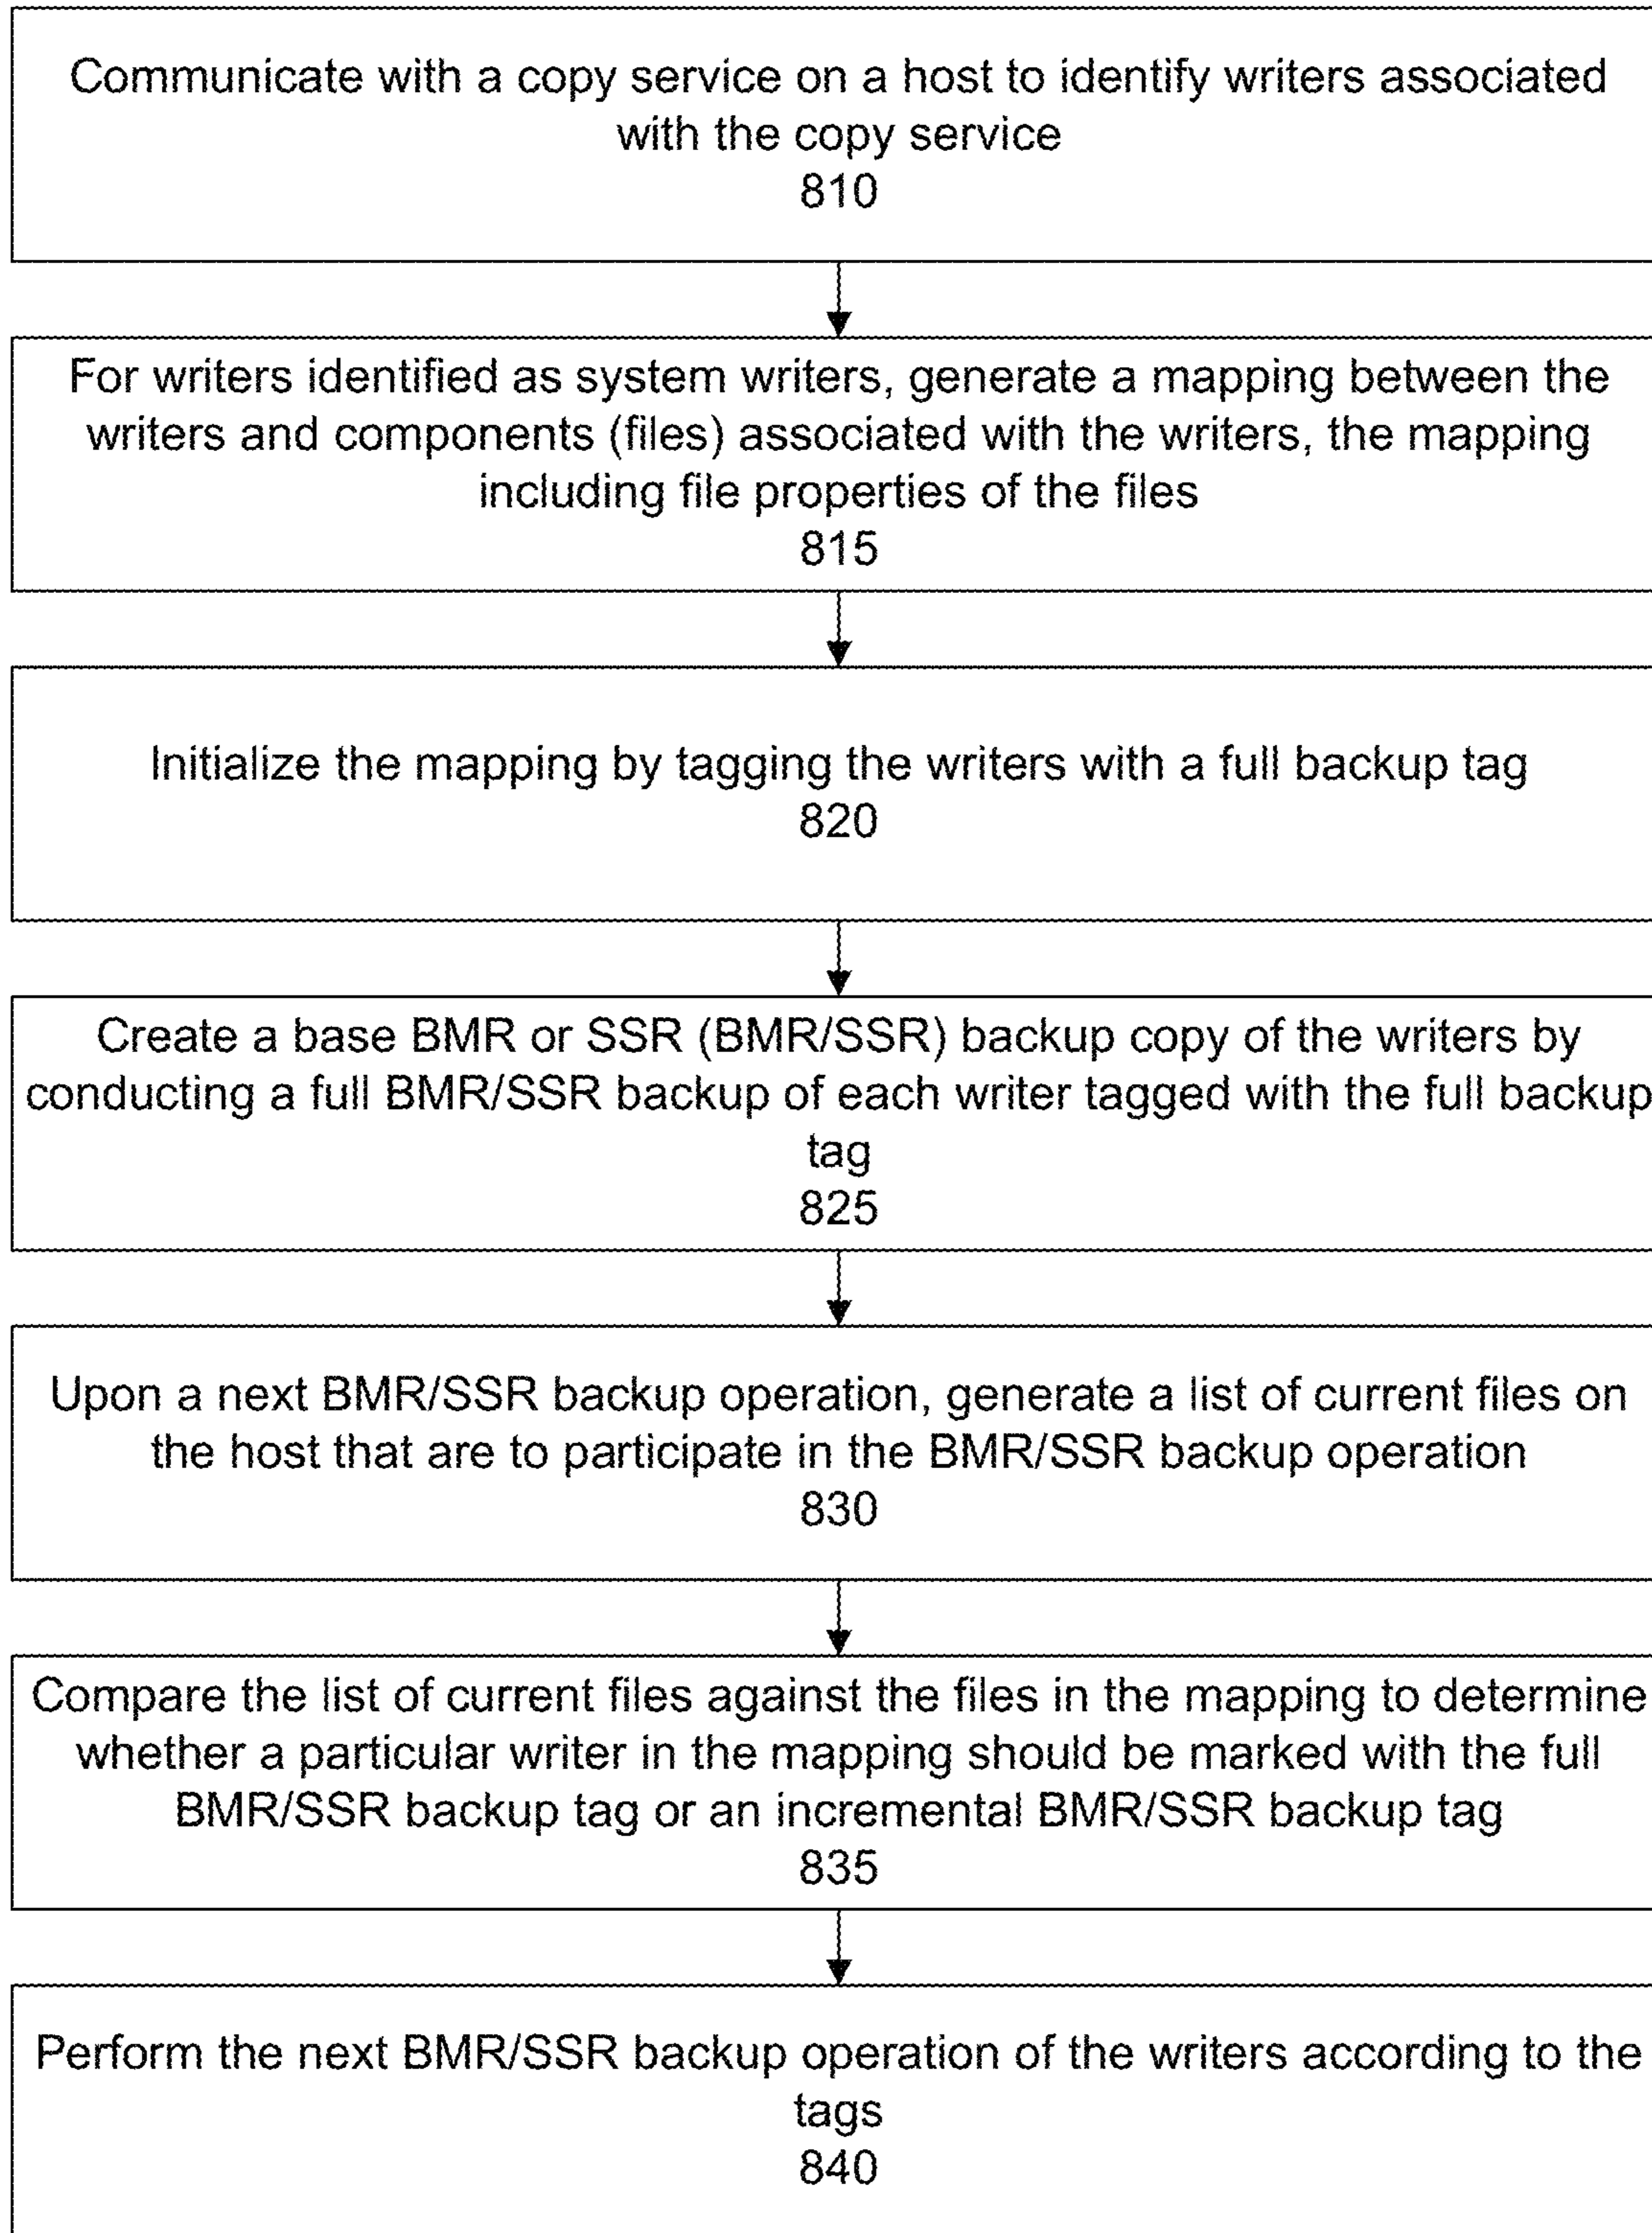 Communicate with a copy service on a host to identify writers associated
with the copy service
810
For writers identified as system writers, generate a mapping between the
writers and components (files) associated with the writers, the mapping
including file properties of the files
815
Initialize the mapping by tagging the writers with a full backup tag
820
Create a base BMR or SSR (BMR/SSR) backup copy of the writers by
conducting a full BMR/SSR backup of each writer tagged with the full backup
tag
825
Upon a next BMR/SSR backup operation, generate a list of current files on
the host that are to participate in the BMR/SSR backup operation
830
Compare the list of current files against the files in the mapping to determine
whether a particular writer in the mapping should be marked with the full
BMR/SSR backup tag or an incremental BMR/SSR backup tag
835
Perform the next BMR/SSR backup operation of the writers according to the
tags
840